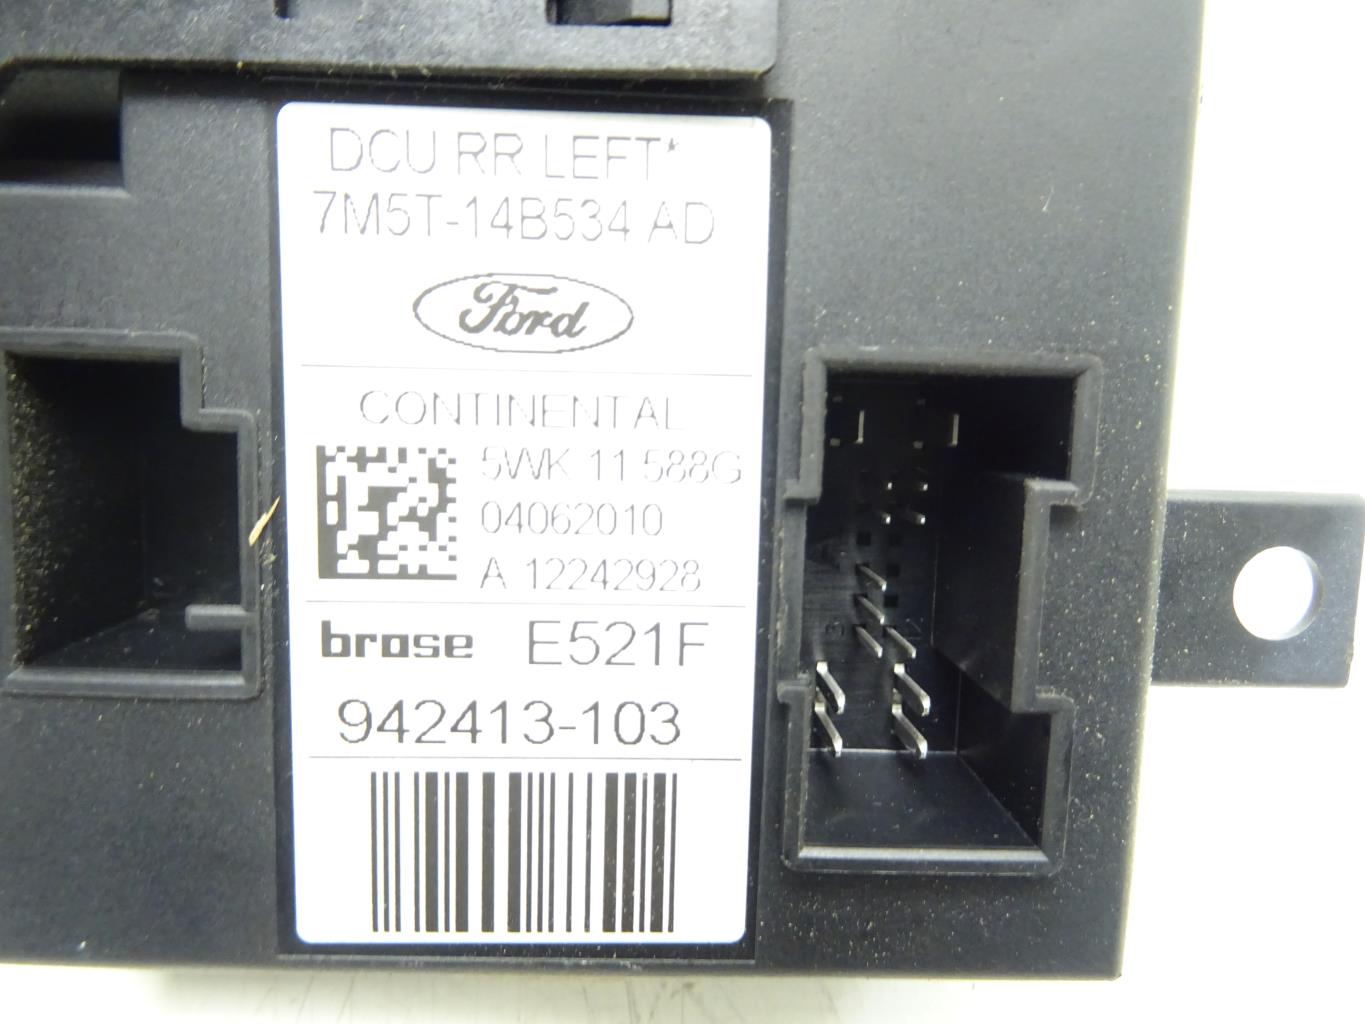 DCU RR LEFT*
7M5T-14B534 AD
Ford
CONTINENTAL
5WK 11 588G
04062010
A 12242928
brose E521F
942413-103